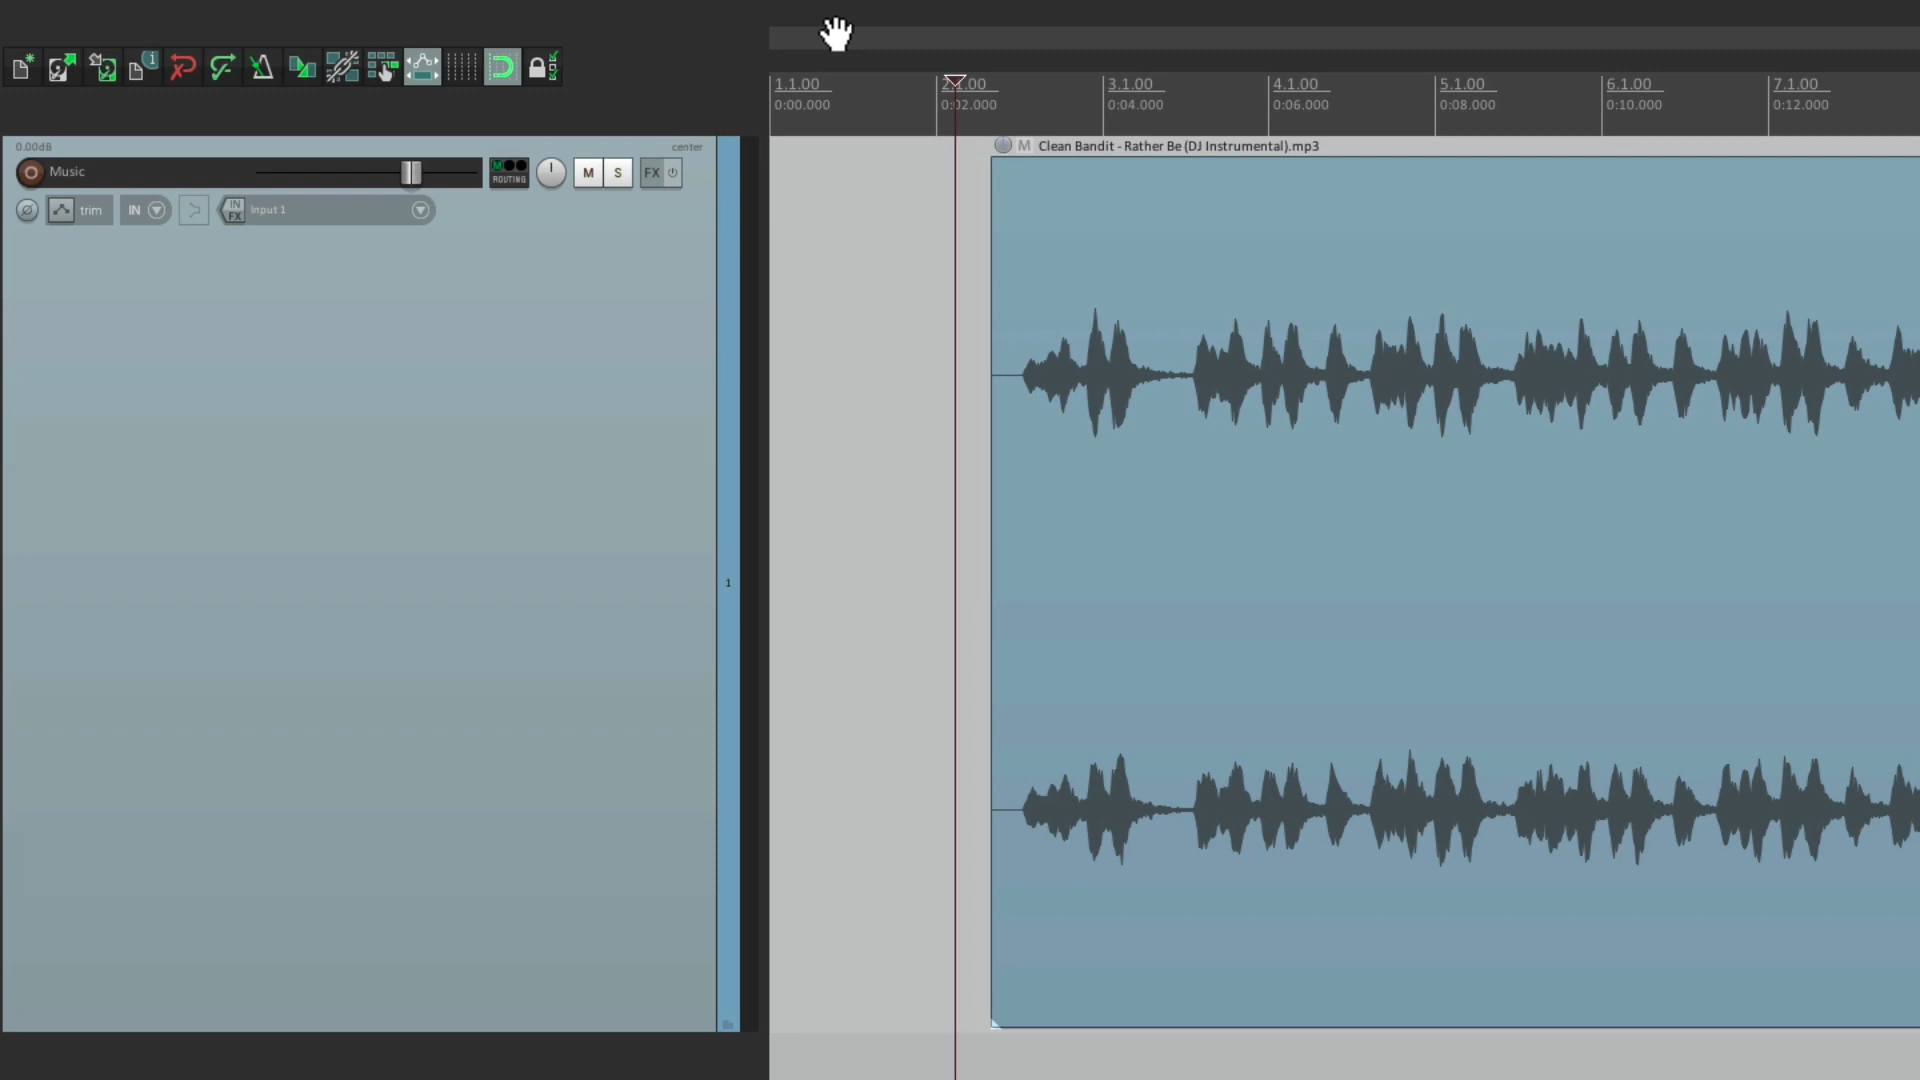 1.1.00 2.1.00 3.1.00 4.1.00 5.1.00 6.1.00 7.1.00
0:00.000 0:02.000 0:04.000 0:06.000 0:08.000 0:10.000 0:12.000
0.00dB center
M Clean Bandit - Rather Be (DJ Instrumental).mp3
Music M ROUTING M S FX
trim IN IN FX Input 1
1